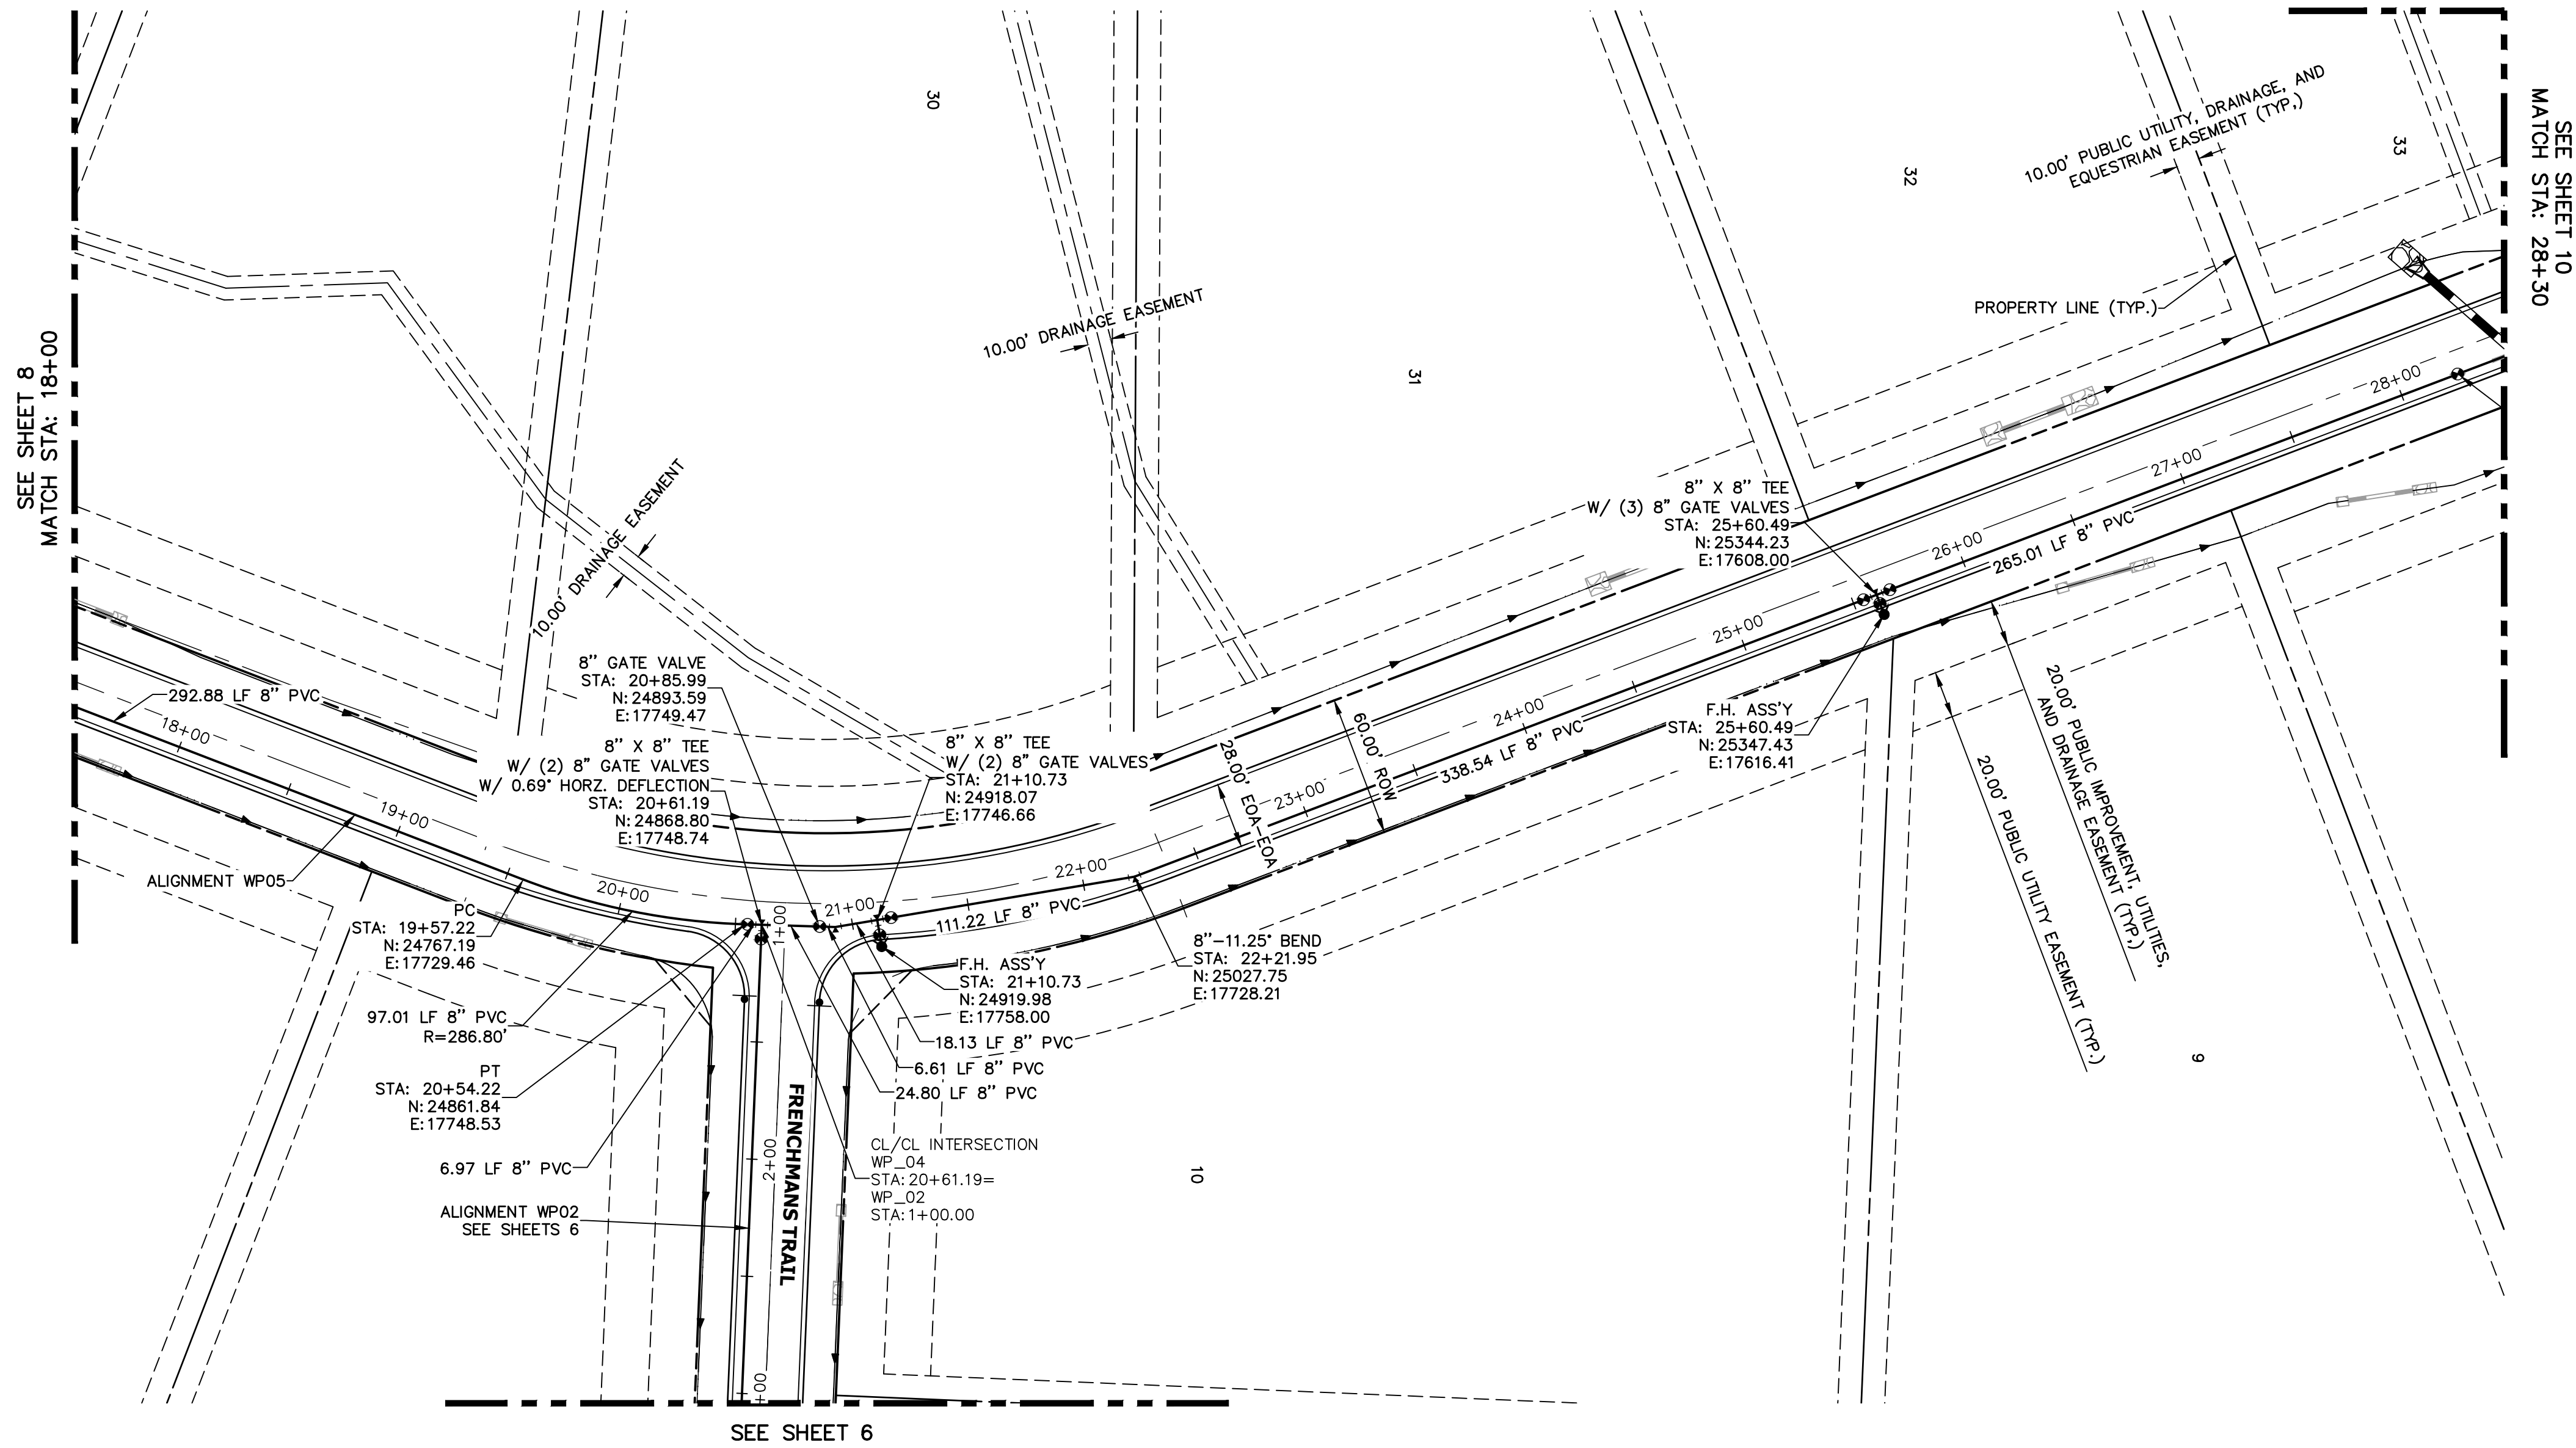 SEE SHEET 8
MATCH STA: 18+00
SEE SHEET 10
MATCH STA: 28+30
30
31
32
33
10.00' PUBLIC UTILITY, DRAINAGE, AND
EQUESTRIAN EASEMENT (TYP,)
PROPERTY LINE (TYP.)
10.00' DRAINAGE EASEMENT
10.00' DRAINAGE EASEMENT
8" X 8" TEE
W/ (3) 8" GATE VALVES
STA: 25+60.49
N:25344.23
E:17608.00
28+00
27+00
26+00
25+00
24+00
23+00
22+00
21+00
20+00
19+00
18+00
265.01 LF 8" PVC
338.54 LF 8" PVC
111.22 LF 8" PVC
292.88 LF 8" PVC
8" GATE VALVE
STA: 20+85.99
N:24893.59
E:17749.47
8" X 8" TEE
W/ (2) 8" GATE VALVES
W/ 0.69° HORZ. DEFLECTION
STA: 20+61.19
N:24868.80
E:17748.74
8" X 8" TEE
W/ (2) 8" GATE VALVES
STA: 21+10.73
N:24918.07
E:17746.66
28.00' EOA-EOA
60.00' ROW
F.H. ASS'Y
STA: 25+60.49
N:25347.43
E:17616.41
20.00' PUBLIC IMPROVEMENT, UTILITIES,
AND DRAINAGE EASEMENT (TYP.)
20.00' PUBLIC UTILITY EASEMENT (TYP.)
ALIGNMENT WP05
PC
STA: 19+57.22
N:24767.19
E:17729.46
97.01 LF 8" PVC
R=286.80'
PT
STA: 20+54.22
N:24861.84
E:17748.53
6.97 LF 8" PVC
ALIGNMENT WP02
SEE SHEETS 6
1+00
2+00
+00
FRENCHMANS TRAIL
F.H. ASS'Y
STA: 21+10.73
N:24919.98
E:17758.00
18.13 LF 8" PVC
6.61 LF 8" PVC
24.80 LF 8" PVC
8"-11.25° BEND
STA: 22+21.95
N:25027.75
E:17728.21
CL/CL INTERSECTION
WP_04
STA:20+61.19=
WP_02
STA:1+00.00
10
9
SEE SHEET 6